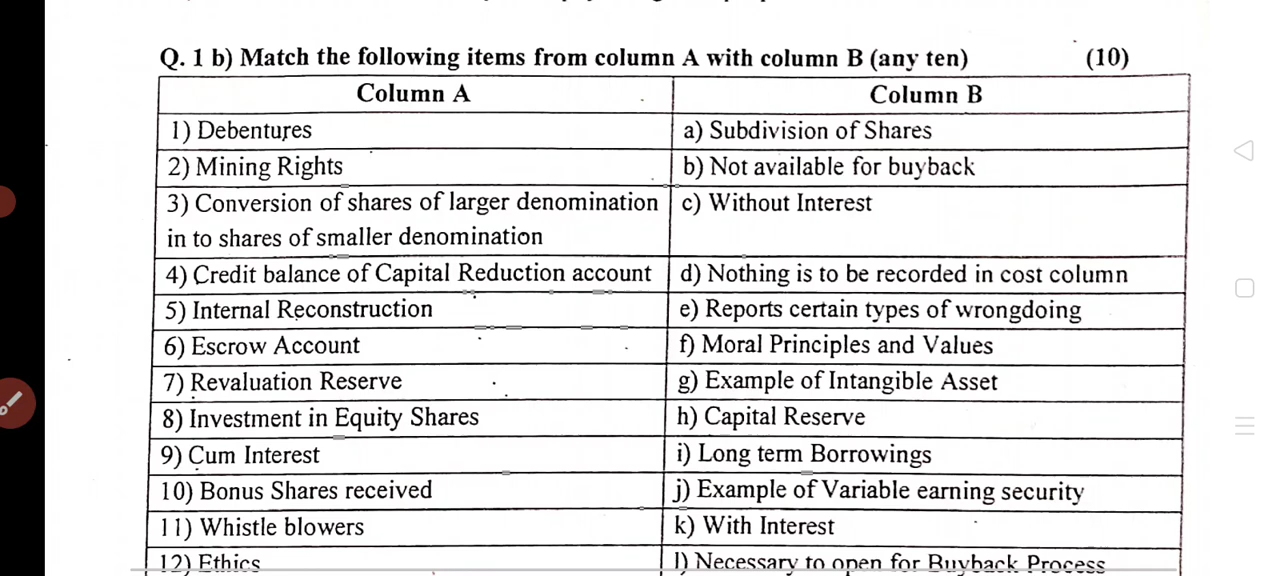 Q. 1 b) Match the following items from column A with column B (any ten) (10)
Column A Column B
1) Debentures a) Subdivision of Shares
2) Mining Rights b) Not available for buyback
3) Conversion of shares of larger denomination c) Without Interest
in to shares of smaller denomination
4) Credit balance of Capital Reduction account d) Nothing is to be recorded in cost column
5) Internal Reconstruction e) Reports certain types of wrongdoing
6) Escrow Account f) Moral Principles and Values
7) Revaluation Reserve g) Example of Intangible Asset
8) Investment in Equity Shares h) Capital Reserve
9) Cum Interest i) Long term Borrowings
10) Bonus Shares received j) Example of Variable earning security
11) Whistle blowers k) With Interest
12) Ethics l) Necessary to open for Buyback Process